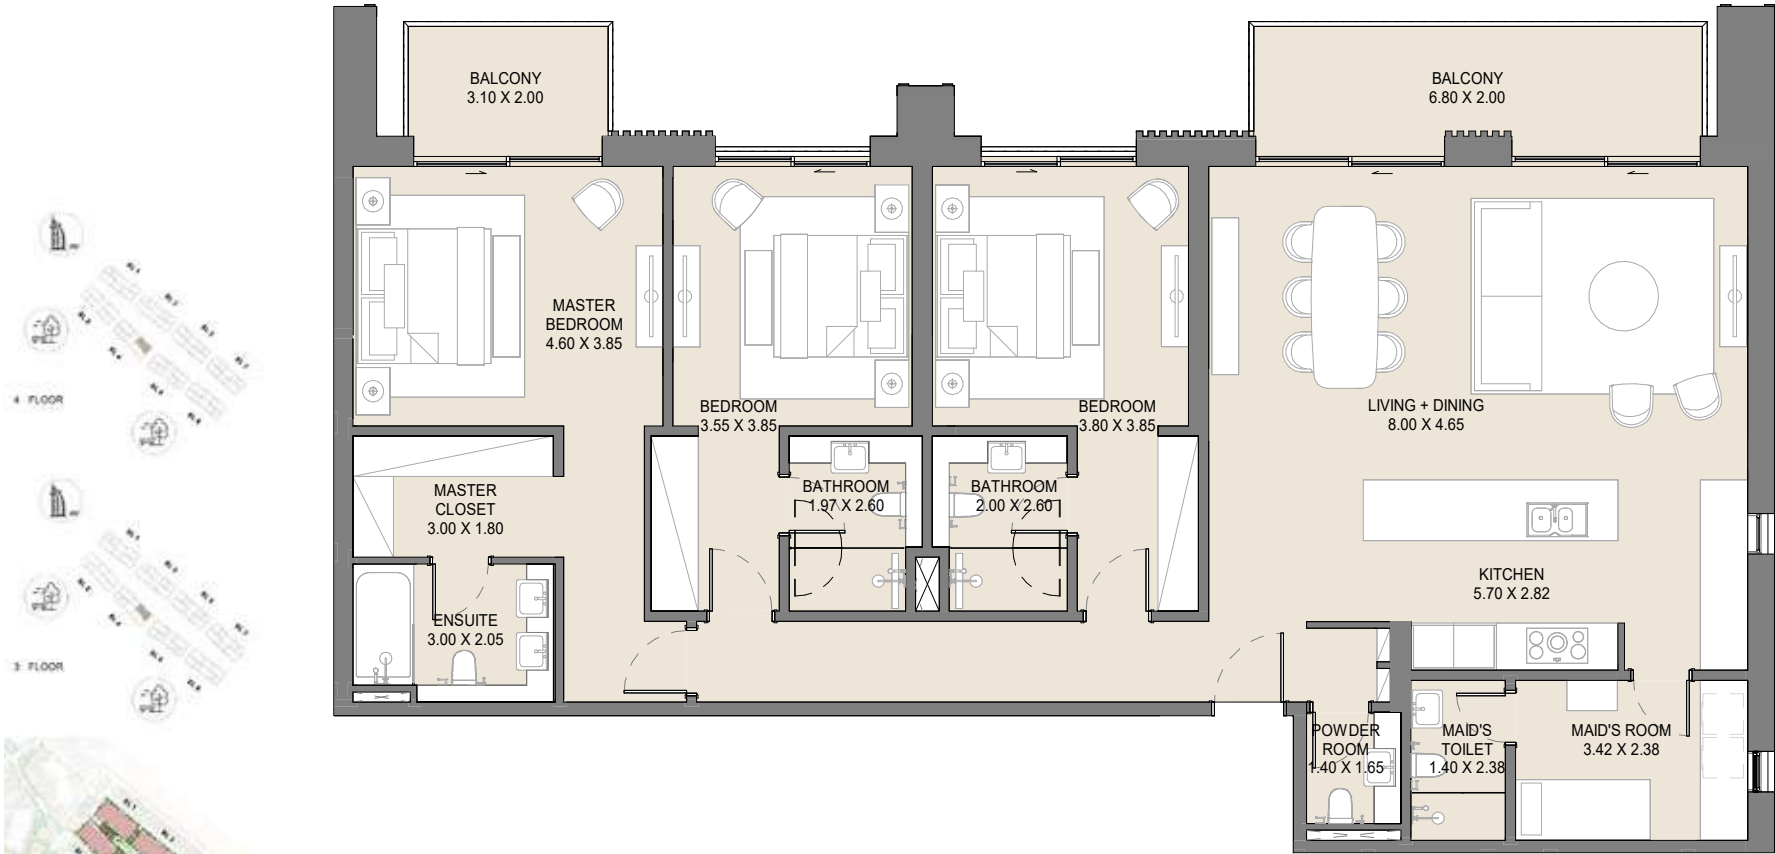 BALCONY
3.10 X 2.00
BALCONY
6.80 X 2.00
MASTER
BEDROOM
4.60 X 3.85
BEDROOM
3.55 X 3.85
BEDROOM
3.80 X 3.85
LIVING + DINING
8.00 X 4.65
MASTER
CLOSET
3.00 X 1.80
BATHROOM
1.97 X 2.60
BATHROOM
2.00 X 2.60
KITCHEN
5.70 X 2.82
ENSUITE
3.00 X 2.05
POWDER
ROOM
1.40 X 1.65
MAID'S
TOILET
1.40 X 2.38
MAID'S ROOM
3.42 X 2.38
4 FLOOR
3 FLOOR